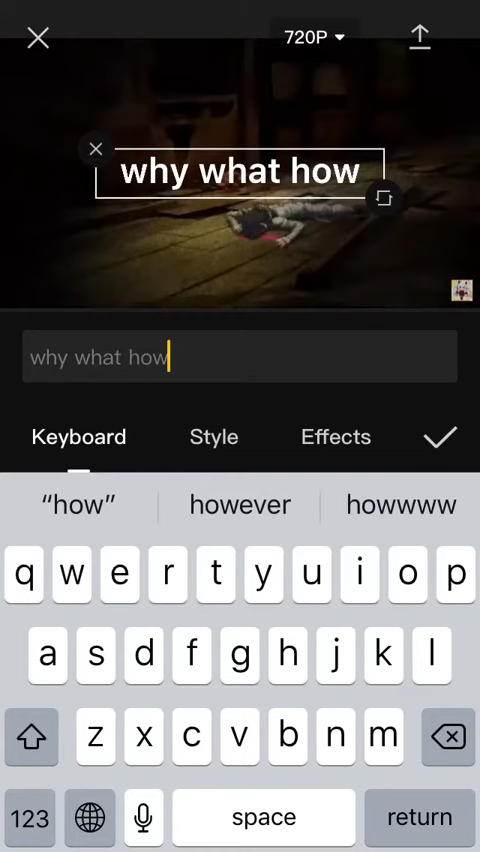 720P
why what how
why what how
Keyboard Style Effects
“how” however howwww
q w e r t y u i o p
a s d f g h j k l
z x c v b n m
123 space return